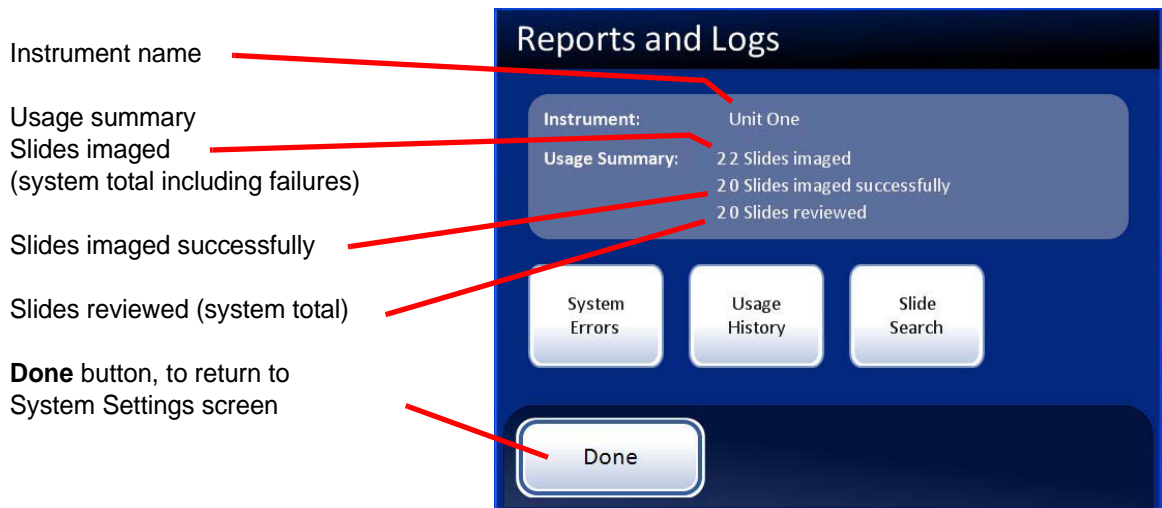 Instrument name
Usage summary
Slides imaged
(system total including failures)
Slides imaged successfully
Slides reviewed (system total)
Done button, to return to
System Settings screen
Reports and Logs
Instrument: Unit One
Usage Summary: 22 Slides imaged
20 Slides imaged successfully
20 Slides reviewed
System
Errors
Usage
History
Slide
Search
Done